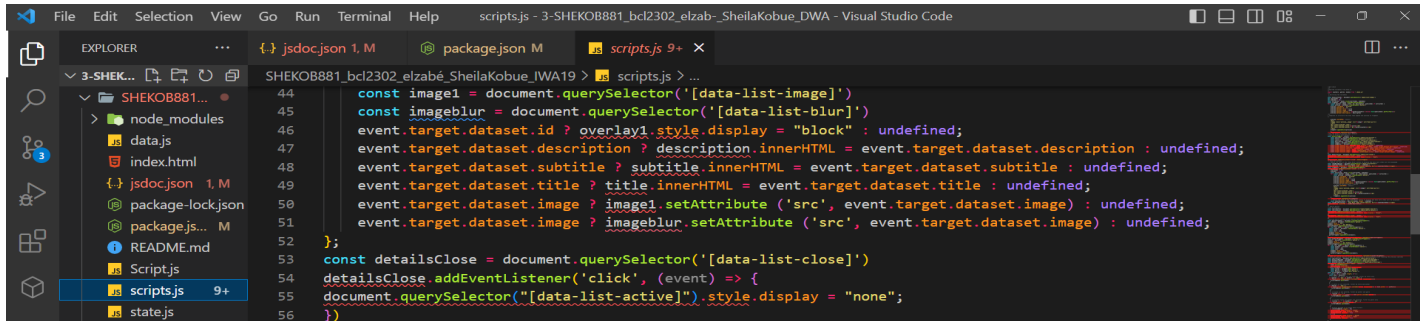 File Edit Selection View Go Run Terminal Help scripts.js - 3-SHEKOB881_bcl2302_elzab-_SheilaKobue_DWA - Visual Studio Code
EXPLORER ··· {..} jsdoc.json 1, M package.json M JS scripts.js 9+ ×
3-SHEK... SHEKOB881_bcl2302_elzabé_SheilaKobue_IWA19 > JS scripts.js > ...
SHEKOB881...
node_modules
JS data.js
index.html
{..} jsdoc.json 1, M
package-lock.json
package.js... M
README.md
JS Script.js
JS scripts.js 9+
JS state.js
3
44 const image1 = document.querySelector('[data-list-image]')
45 const imageblur = document.querySelector('[data-list-blur]')
46 event.target.dataset.id ? overlay1.style.display = "block" : undefined;
47 event.target.dataset.description ? description.innerHTML = event.target.dataset.description : undefined;
48 event.target.dataset.subtitle ? subtitle.innerHTML = event.target.dataset.subtitle : undefined;
49 event.target.dataset.title ? title.innerHTML = event.target.dataset.title : undefined;
50 event.target.dataset.image ? image1.setAttribute ('src', event.target.dataset.image) : undefined;
51 event.target.dataset.image ? imageblur.setAttribute ('src', event.target.dataset.image) : undefined;
52 };
53 const detailsClose = document.querySelector('[data-list-close]')
54 detailsClose.addEventListener('click', (event) => {
55 document.querySelector("[data-list-active]").style.display = "none";
56 })